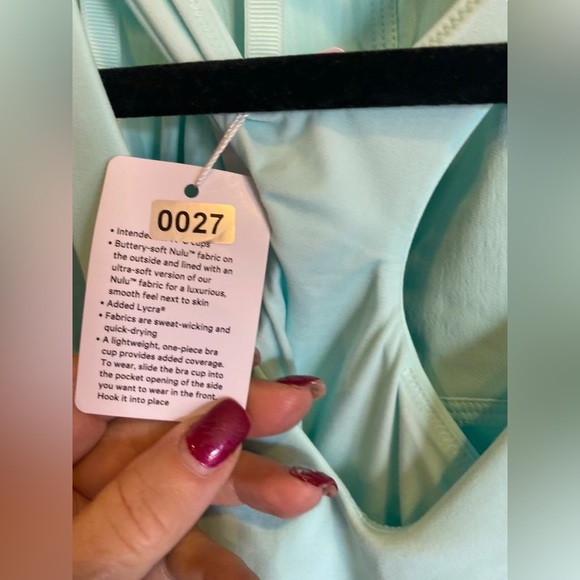 0027
• Intende
cups
• Buttery-soft Nulu™ fabric on
the outside and lined with an
ultra-soft version of our
Nulu™ fabric for a luxurious,
smooth feel next to skin
• Added Lycra®
• Fabrics are sweat-wicking and
quick-drying
• A lightweight, one-piece bra
cup provides added coverage.
To wear, slide the bra cup into
the pocket opening of the side
you want to wear in the front.
Hook it into place